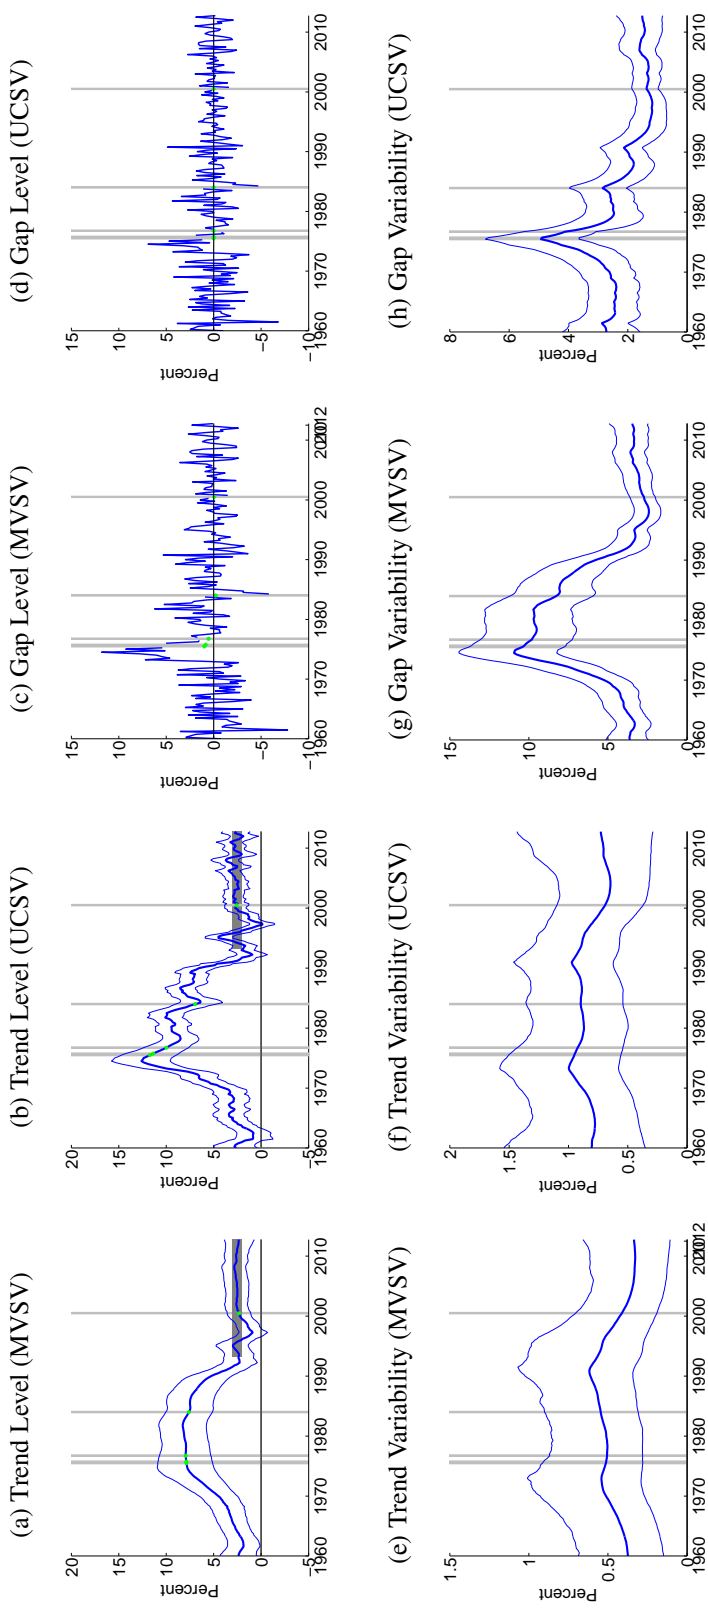 (a) Trend Level (MVSV)
20
15
10
5
0
−5
Percent
1960 1970 1980 1990 2000 2010
(b) Trend Level (UCSV)
20
15
10
5
0
−5
Percent
1960 1970 1980 1990 2000 2010
(c) Gap Level (MVSV)
15
10
5
0
−5
−10
Percent
1960 1970 1980 1990 2000 2010 2012
(d) Gap Level (UCSV)
15
10
5
0
−5
−10
Percent
1960 1970 1980 1990 2000 2010
(e) Trend Variability (MVSV)
1.5
1
0.5
0
Percent
1960 1970 1980 1990 2000 2010 2012
(f) Trend Variability (UCSV)
2
1.5
1
0.5
0
Percent
1960 1970 1980 1990 2000 2010
(g) Gap Variability (MVSV)
15
10
5
0
Percent
1960 1970 1980 1990 2000 2010
(h) Gap Variability (UCSV)
8
6
4
2
0
Percent
1960 1970 1980 1990 2000 2010